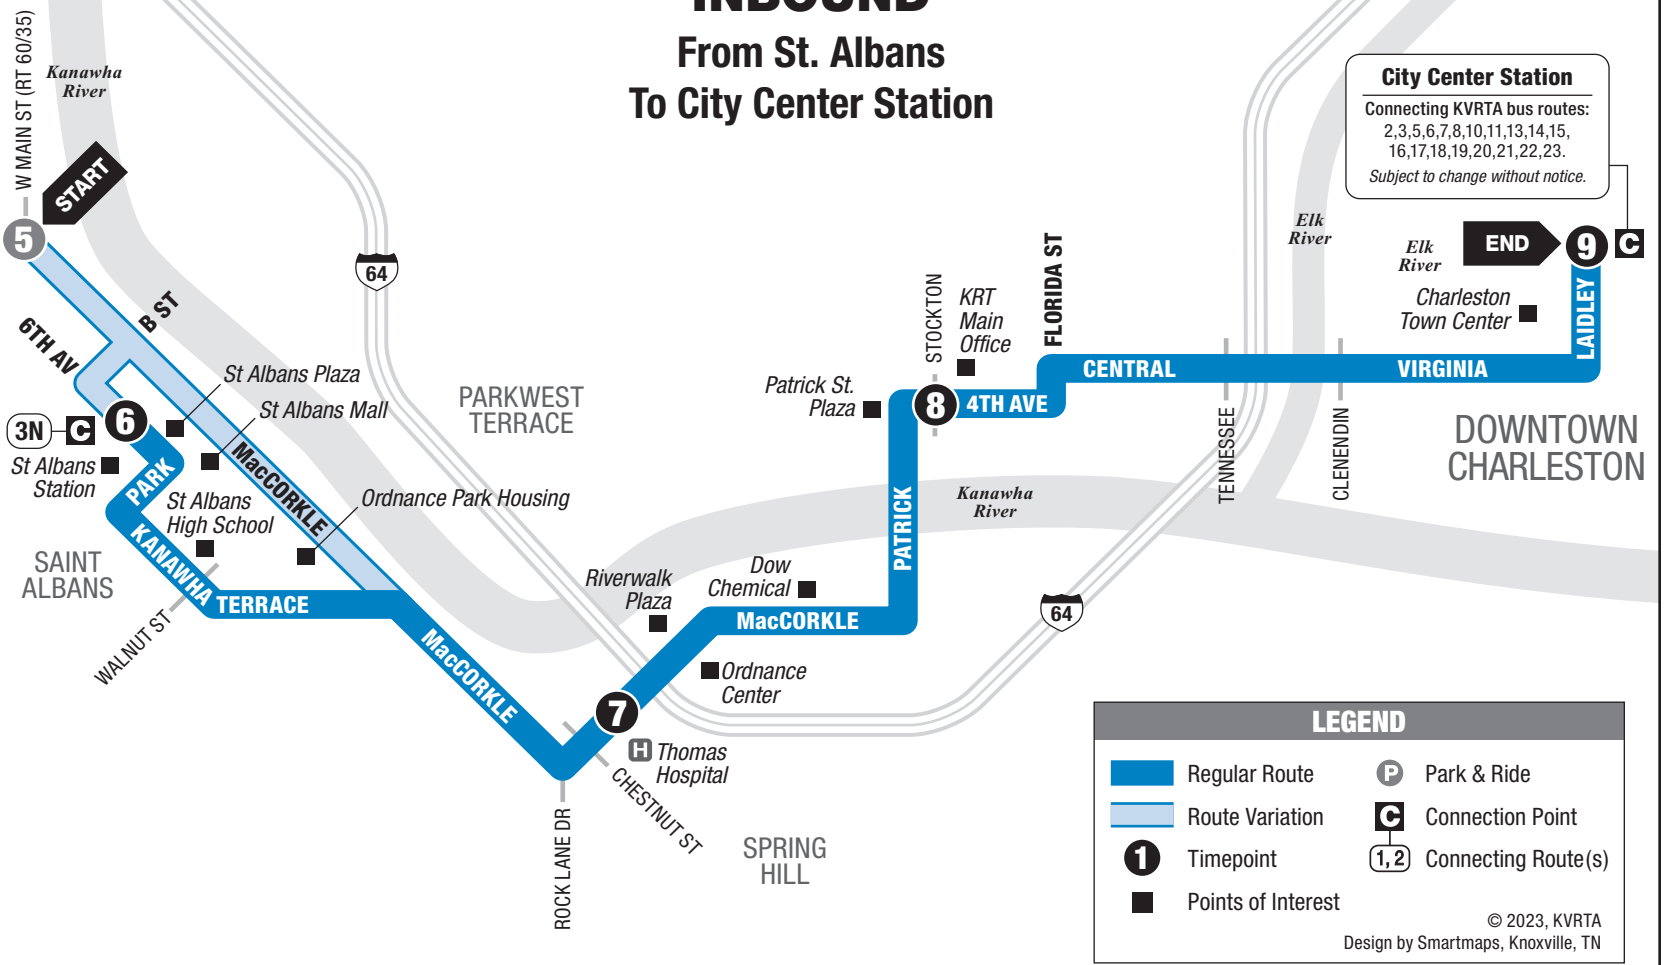 INBOUND
From St. Albans
To City Center Station
W MAIN ST (RT 60/35)
Kanawha
River
START
5
City Center Station
Connecting KVRTA bus routes:
2,3,5,6,7,8,10,11,13,14,15,
16,17,18,19,20,21,22,23.
Subject to change without notice.
64
B ST
6TH AV
St Albans Plaza
St Albans Mall
6
3N
C
St Albans
Station
PARK
MacCORKLE
Ordnance Park Housing
St Albans
High School
KANAWHA
TERRACE
SAINT
ALBANS
WALNUT ST
PARKWEST
TERRACE
MacCORKLE
ROCK LANE DR
CHESTNUT ST
7
H
Thomas
Hospital
SPRING
HILL
Riverwalk
Plaza
Ordnance
Center
Dow
Chemical
MacCORKLE
PATRICK
Patrick St.
Plaza
8
STOCKTON
KRT
Main
Office
4TH AVE
FLORIDA ST
CENTRAL
Kanawha
River
64
TENNESSEE
CLENENDIN
Elk
River
Elk
River
VIRGINIA
Charleston
Town Center
LAIDLEY
END
9
C
DOWNTOWN
CHARLESTON
LEGEND
Regular Route
Route Variation
1
Timepoint
Points of Interest
P
Park & Ride
C
Connection Point
1,2
Connecting Route(s)
© 2023, KVRTA
Design by Smartmaps, Knoxville, TN